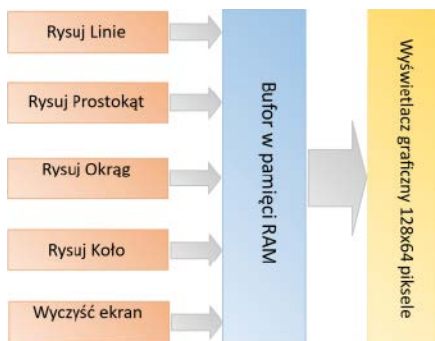 Rysuj Linie
Rysuj Prostokąt
Rysuj Okrąg
Rysuj Koło
Wyczyść ekran
Bufor w pamięci RAM
Wyświetlacz graficzny 128x64 piksele